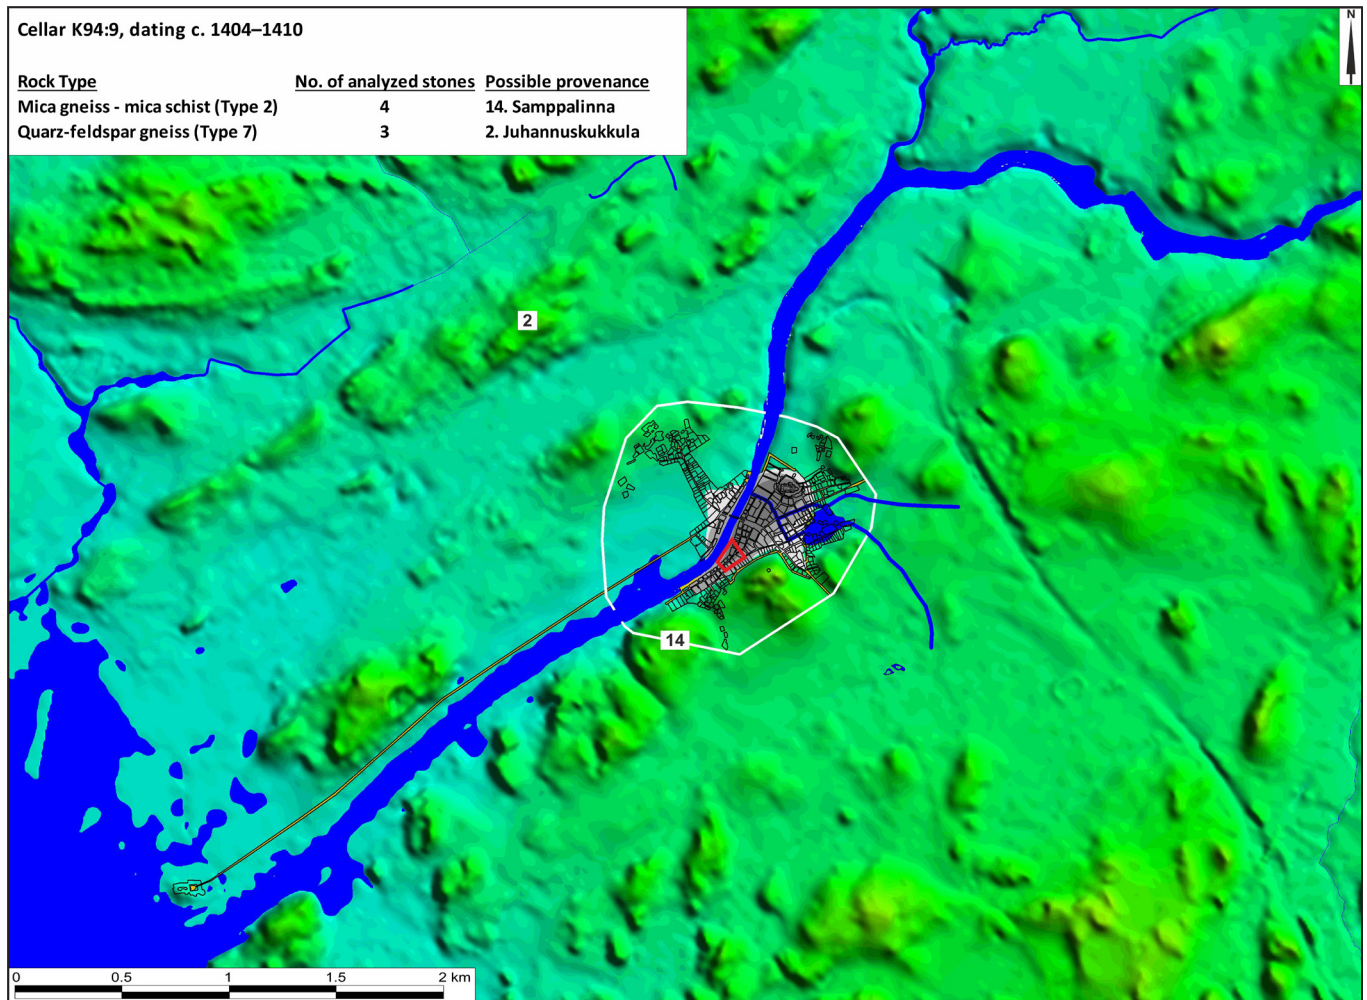 Cellar K94:9, dating c. 1404–1410
Rock Type No. of analyzed stones Possible provenance
Mica gneiss - mica schist (Type 2) 4 14. Samppalinna
Quarz-feldspar gneiss (Type 7) 3 2. Juhannuskukkula
N
2
14
0 0.5 1 1.5 2 km